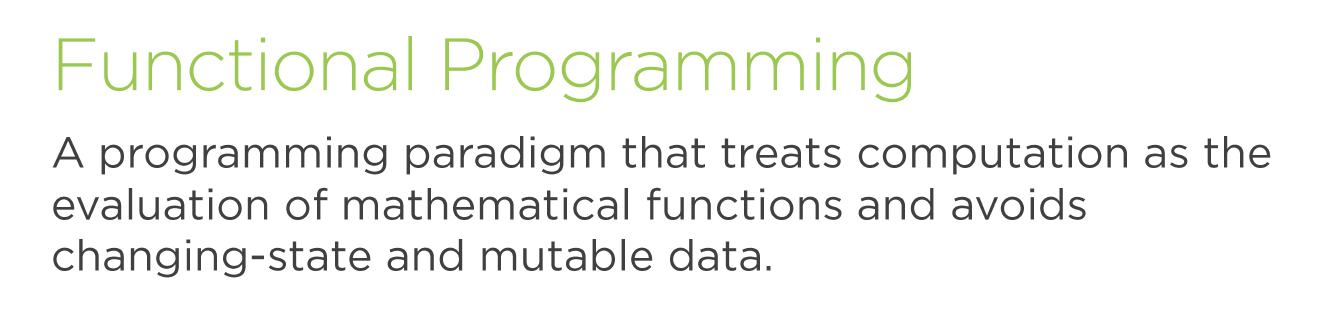 Functional Programming
A programming paradigm that treats computation as the
evaluation of mathematical functions and avoids
changing-state and mutable data.